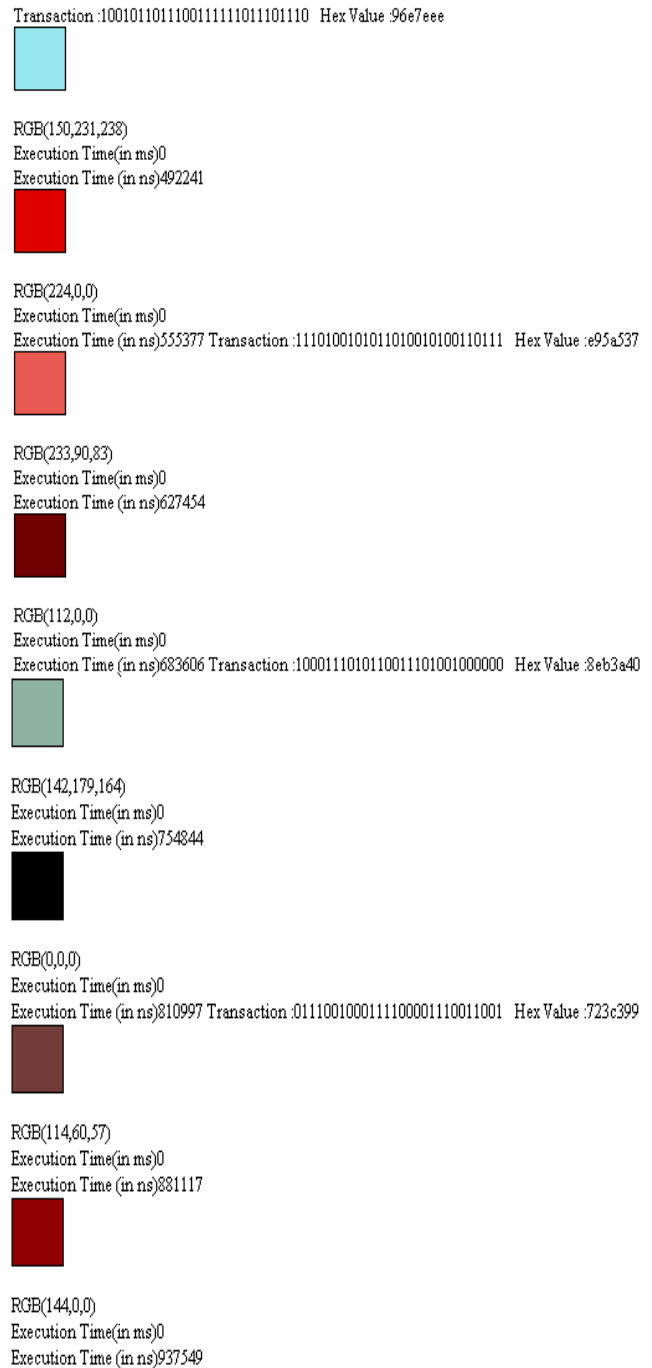 Transaction :1001011011100111111011101110 Hex Value :96e7eee
RGB(150,231,238)
Execution Time(in ms)0
Execution Time (in ns)492241
RGB(224,0,0)
Execution Time(in ms)0
Execution Time (in ns)555377 Transaction :1110100101011010010100110111 Hex Value :e95a537
RGB(233,90,83)
Execution Time(in ms)0
Execution Time (in ns)627454
RGB(112,0,0)
Execution Time(in ms)0
Execution Time (in ns)683606 Transaction :1000111010110011101001000000 Hex Value :8eb3a40
RGB(142,179,164)
Execution Time(in ms)0
Execution Time (in ns)754844
RGB(0,0,0)
Execution Time(in ms)0
Execution Time (in ns)810997 Transaction :0111001000111100001110011001 Hex Value :723c399
RGB(114,60,57)
Execution Time(in ms)0
Execution Time (in ns)881117
RGB(144,0,0)
Execution Time(in ms)0
Execution Time (in ns)937549